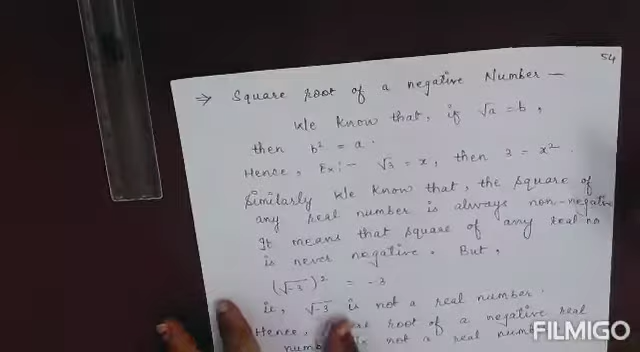 54
⇒ Square root of a negative Number —
We know that, if √a = b,
then b² = a.
Hence, Ex:- √3 = x, then 3 = x².
Similarly we know that, the square of
any real number is always non-negative
It means that square of any real no
is never negative. But,
(√-3)² = -3
ie, √-3 is not a real number.
Hence, root of a negative real
not a real
FILMIGO